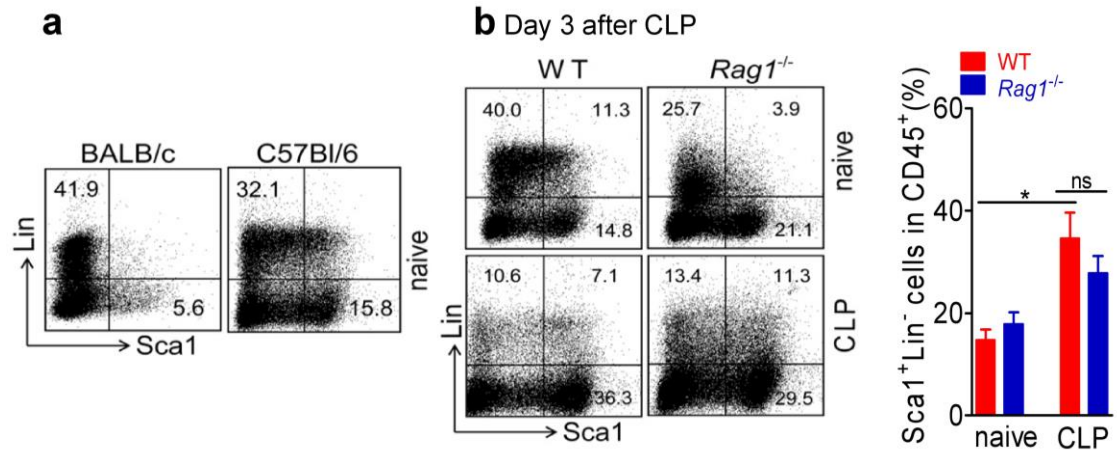 a
BALB/c C57Bl/6
41.9 32.1
5.6 15.8
Lin
Sca1
naive
b Day 3 after CLP
W T Rag1-/-
40.0 11.3 25.7 3.9
14.8 21.1
naive
10.6 7.1 13.4 11.3
36.3 29.5
CLP
Lin
Sca1
WT
Rag1-/-
Sca1+Lin- cells in CD45+(%)
60
40
20
0
* ns
naive CLP